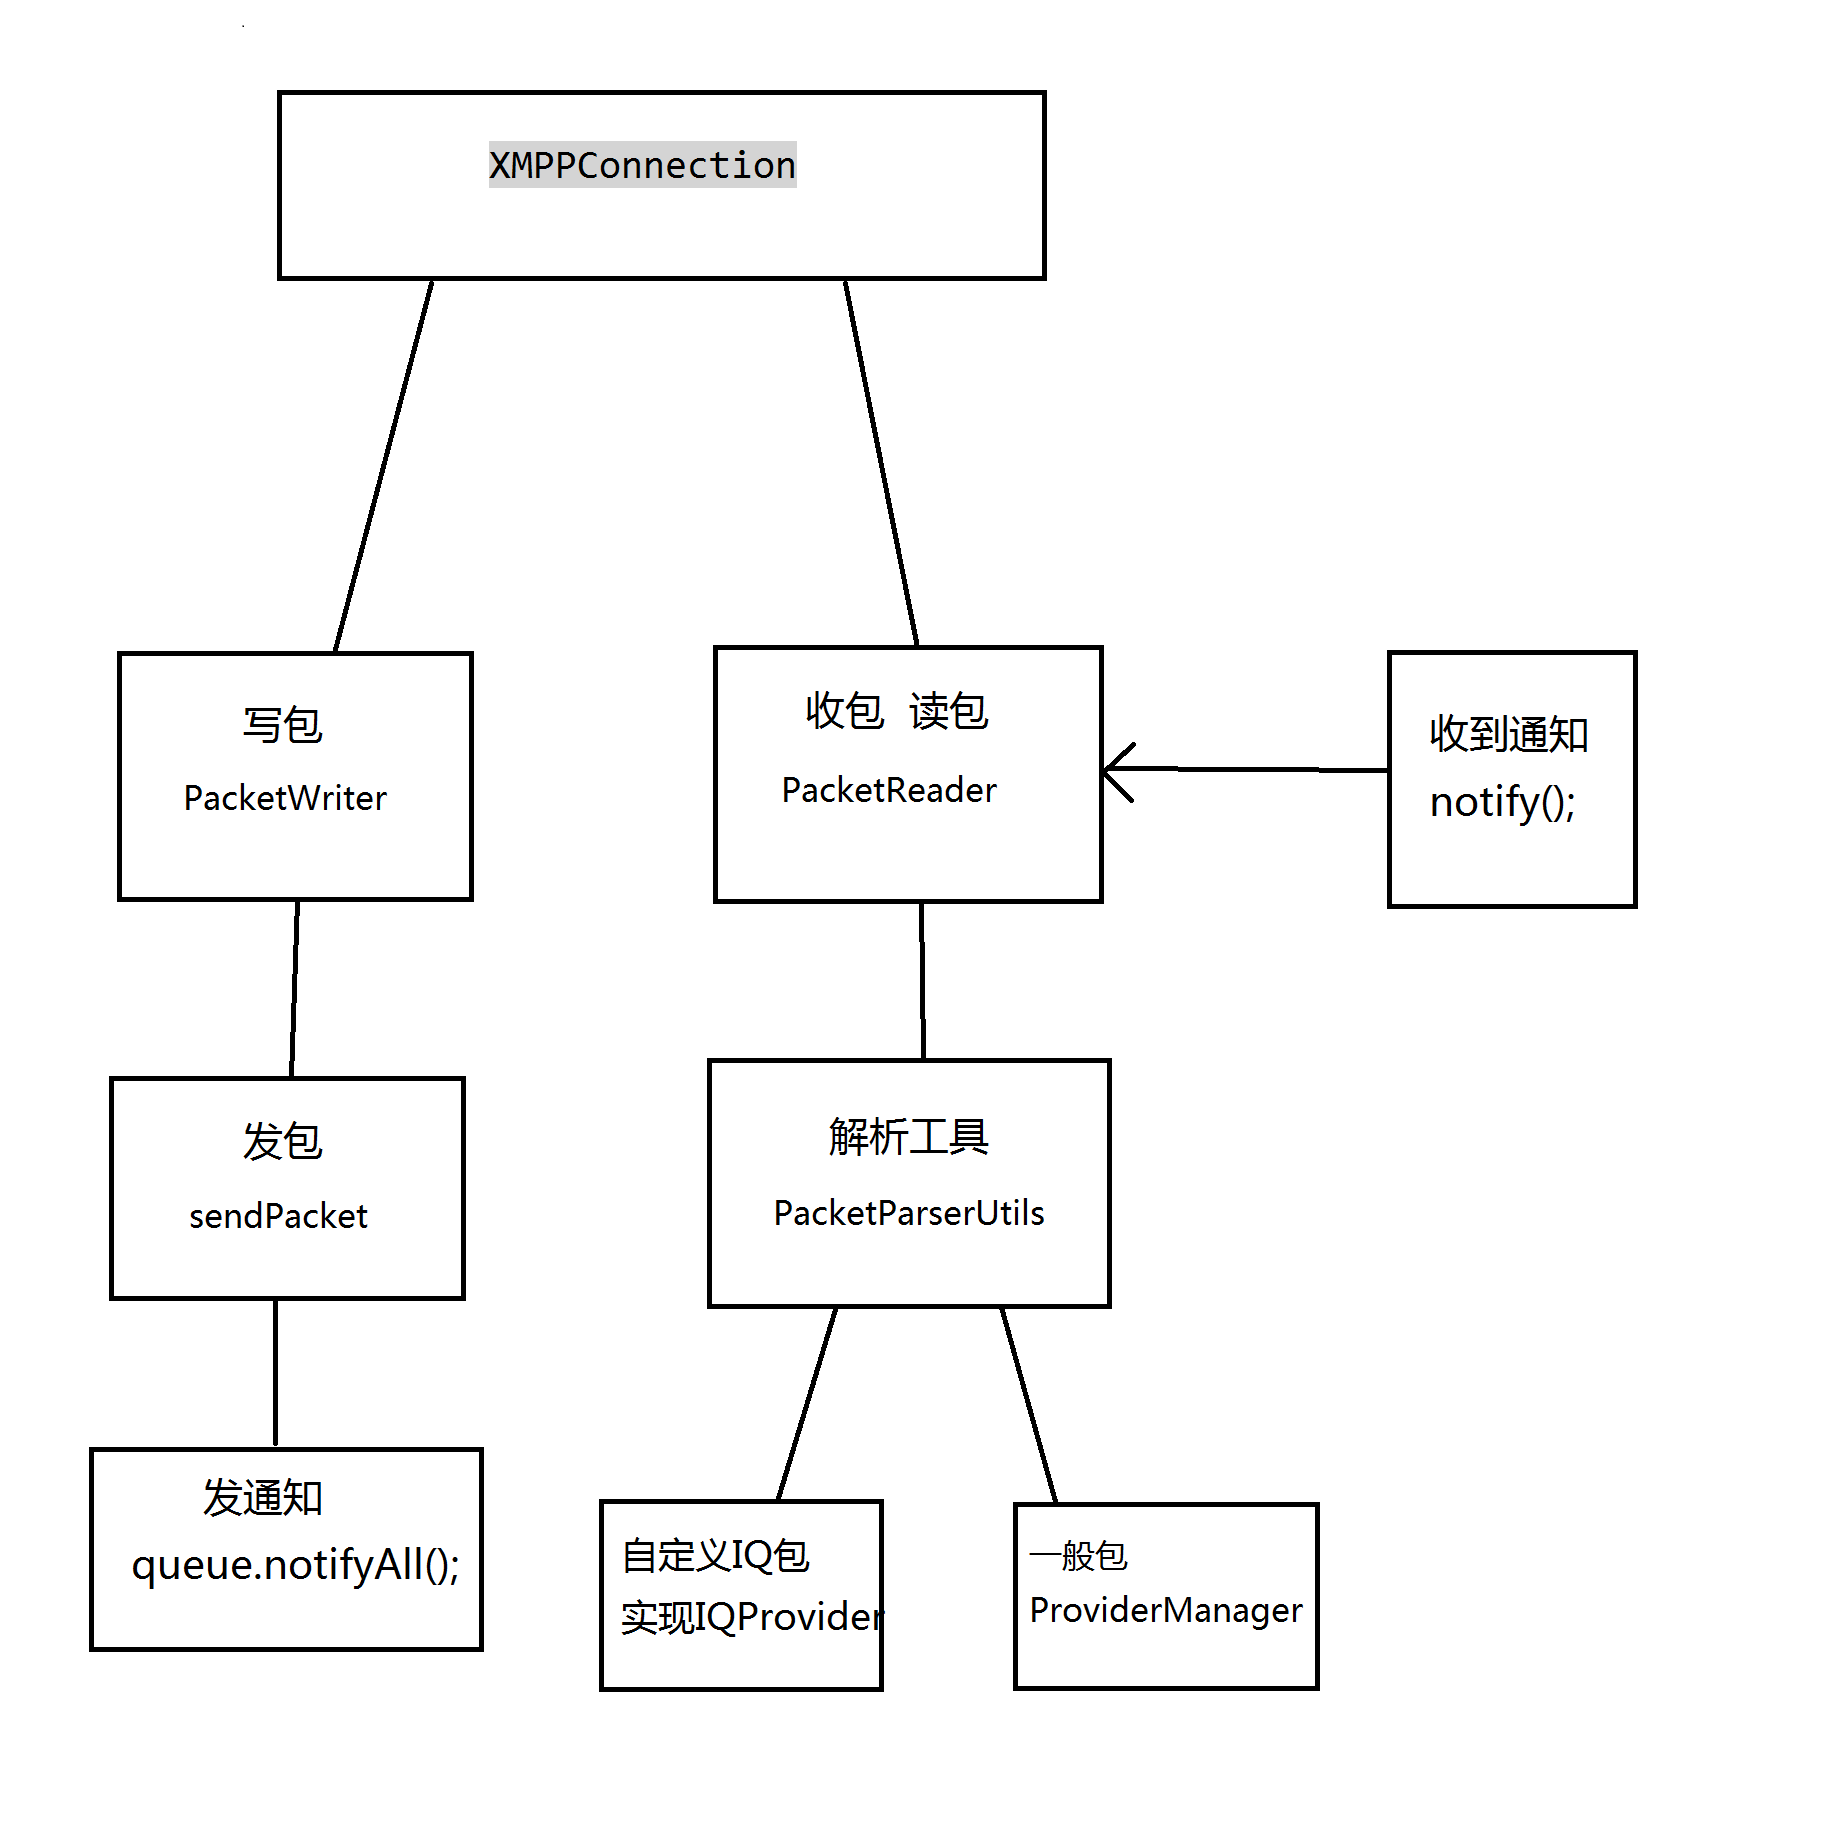 XMPPConnection
写包
PacketWriter
收包 读包
PacketReader
收到通知
notify();
发包
sendPacket
解析工具
PacketParserUtils
发通知
queue.notifyAll();
自定义IQ包
实现IQProvider
一般包
ProviderManager